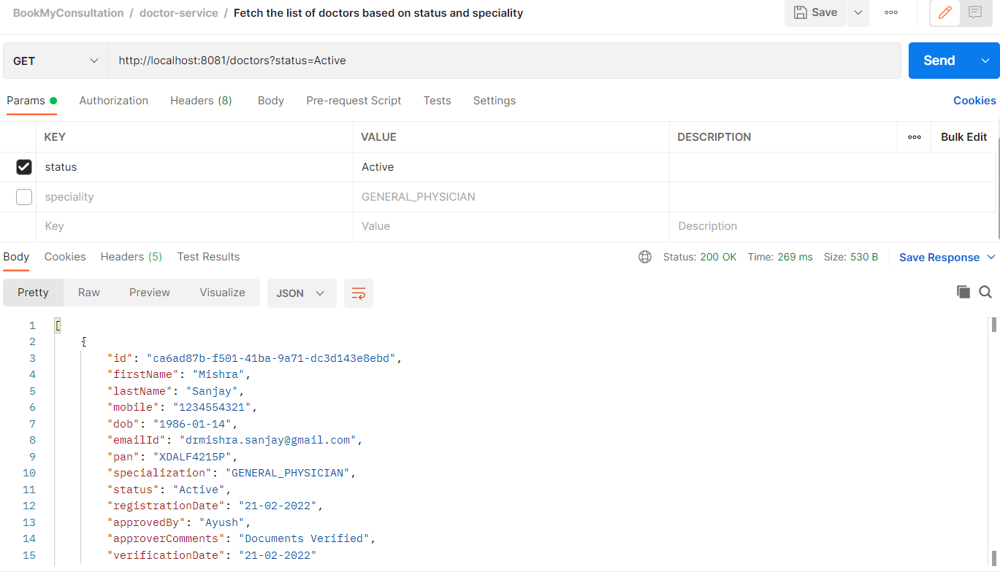 BookMyConsultation / doctor-service / Fetch the list of doctors based on status and speciality
Save
GET http://localhost:8081/doctors?status=Active
Send
Params Authorization Headers (8) Body Pre-request Script Tests Settings Cookies
KEY VALUE DESCRIPTION Bulk Edit
status Active
speciality GENERAL_PHYSICIAN
Key Value Description
Body Cookies Headers (5) Test Results Status: 200 OK Time: 269 ms Size: 530 B Save Response
Pretty Raw Preview Visualize JSON
1 [
2 {
3 "id": "ca6ad87b-f501-41ba-9a71-dc3d143e8ebd",
4 "firstName": "Mishra",
5 "lastName": "Sanjay",
6 "mobile": "1234554321",
7 "dob": "1986-01-14",
8 "emailId": "drmishra.sanjay@gmail.com",
9 "pan": "XDALF4215P",
10 "specialization": "GENERAL_PHYSICIAN",
11 "status": "Active",
12 "registrationDate": "21-02-2022",
13 "approvedBy": "Ayush",
14 "approverComments": "Documents Verified",
15 "verificationDate": "21-02-2022"